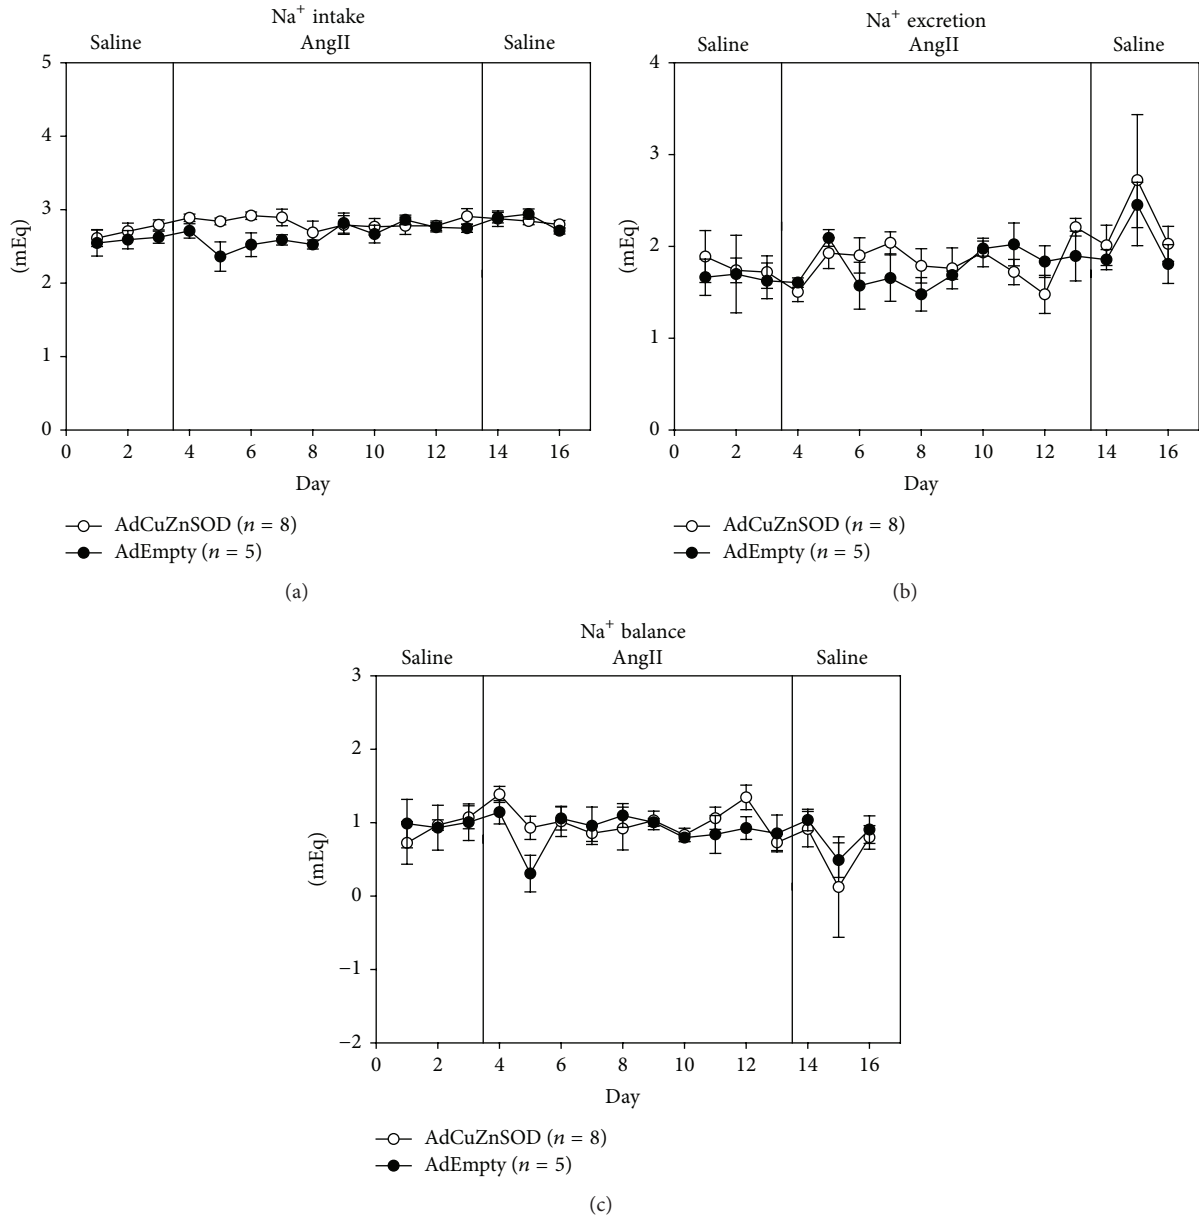 Na+ intake
Saline AngII Saline
5
4
3
2
1
0
(mEq)
0 2 4 6 8 10 12 14 16
Day
AdCuZnSOD (n = 8)
AdEmpty (n = 5)
(a)
Na+ excretion
Saline AngII Saline
4
3
2
1
0
(mEq)
0 2 4 6 8 10 12 14 16
Day
AdCuZnSOD (n = 8)
AdEmpty (n = 5)
(b)
Na+ balance
Saline AngII Saline
3
2
1
0
−1
−2
(mEq)
0 2 4 6 8 10 12 14 16
Day
AdCuZnSOD (n = 8)
AdEmpty (n = 5)
(c)